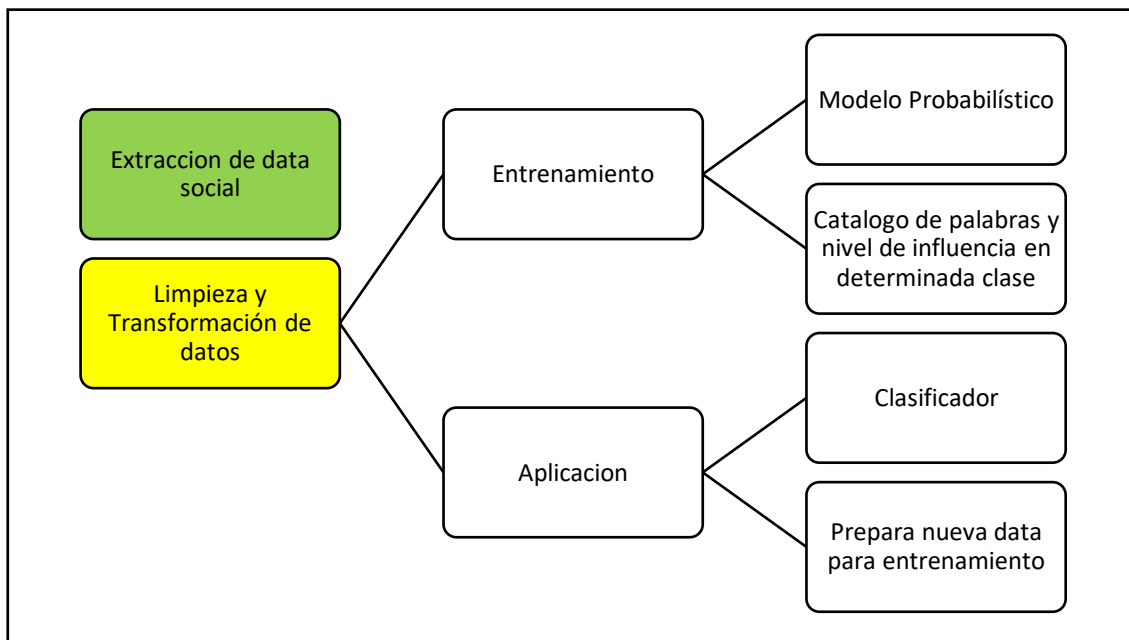 Extraccion de data
social
Limpieza y
Transformación de
datos
Entrenamiento
Aplicacion
Modelo Probabilístico
Catalogo de palabras y
nivel de influencia en
determinada clase
Clasificador
Prepara nueva data
para entrenamiento